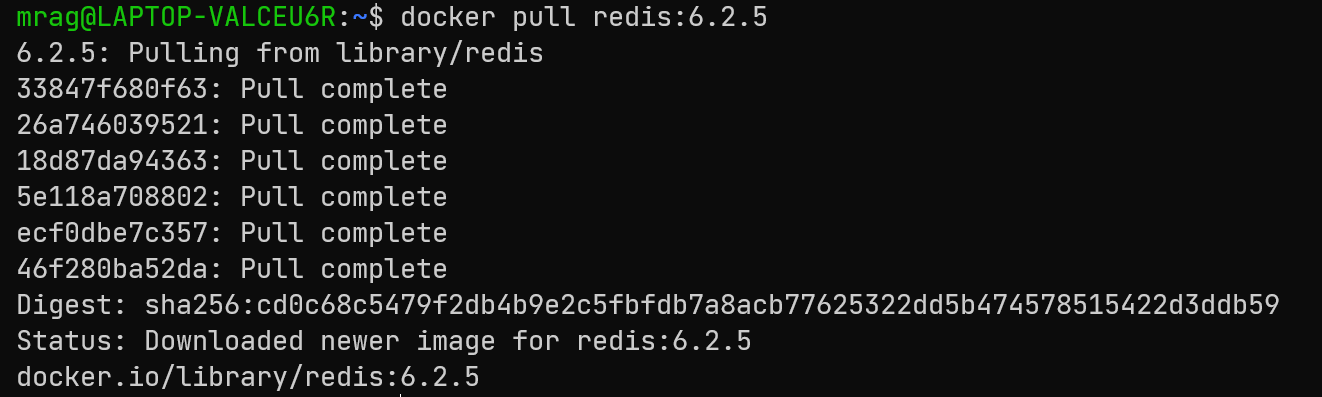 mrag@LAPTOP-VALCEU6R:~$ docker pull redis:6.2.5
6.2.5: Pulling from library/redis
33847f680f63: Pull complete
26a746039521: Pull complete
18d87da94363: Pull complete
5e118a708802: Pull complete
ecf0dbe7c357: Pull complete
46f280ba52da: Pull complete
Digest: sha256:cd0c68c5479f2db4b9e2c5fbfdb7a8acb77625322dd5b474578515422d3ddb59
Status: Downloaded newer image for redis:6.2.5
docker.io/library/redis:6.2.5